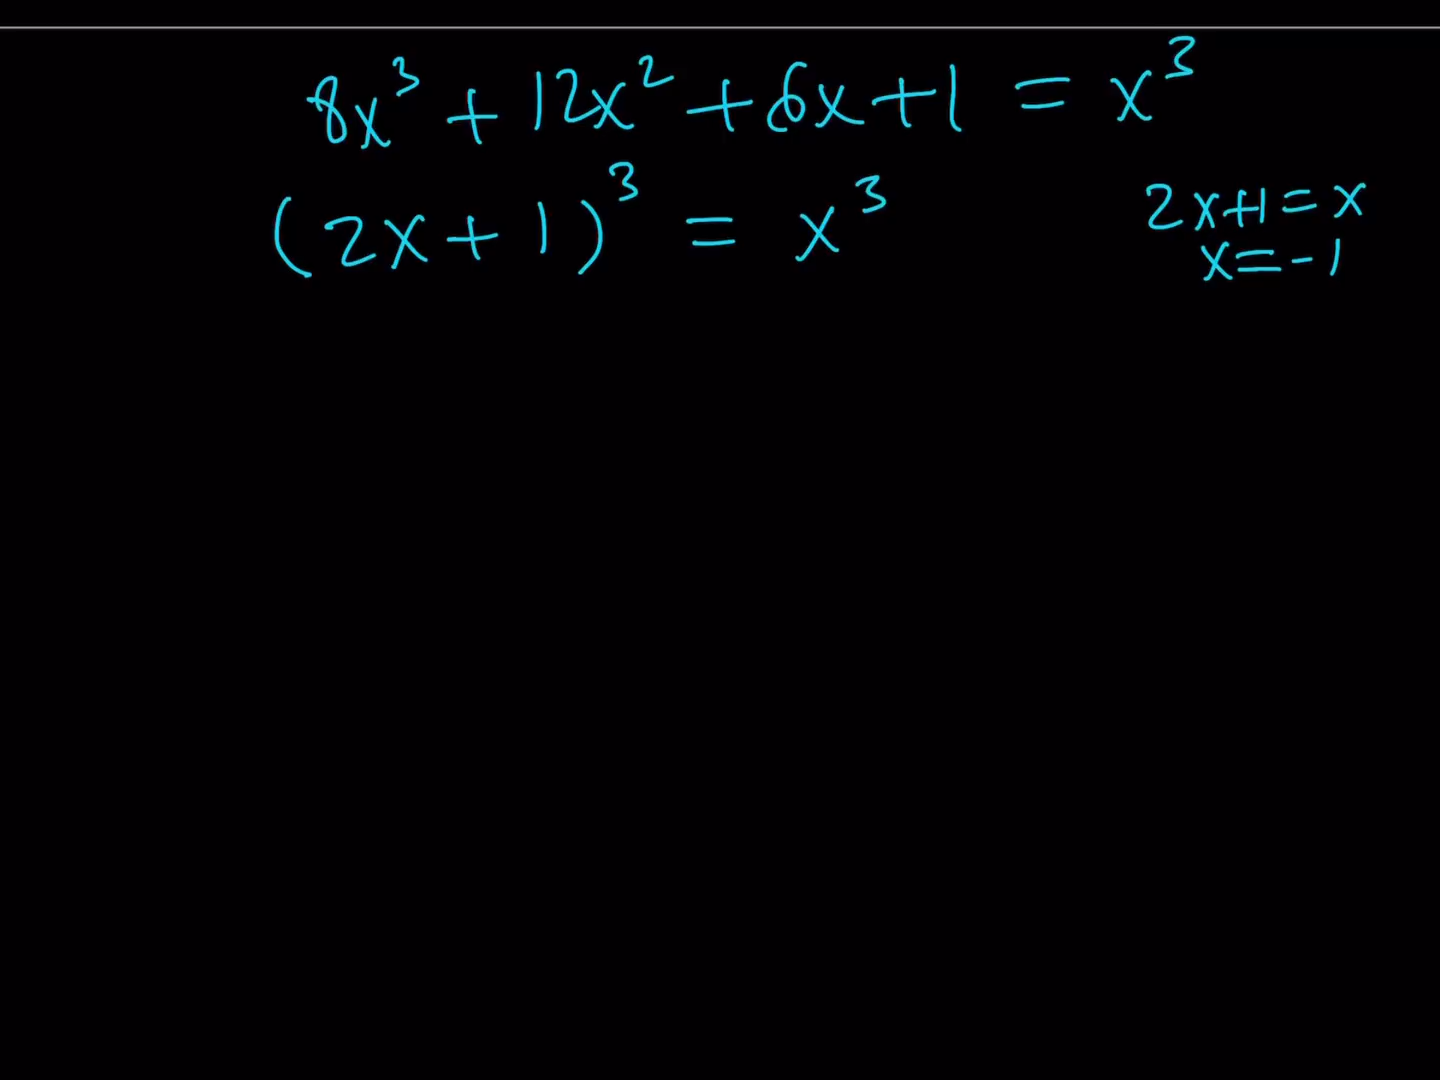 8x³ + 12x² + 6x + 1 = x³
(2x + 1)³ = x³
2x+1 = x
x = -1